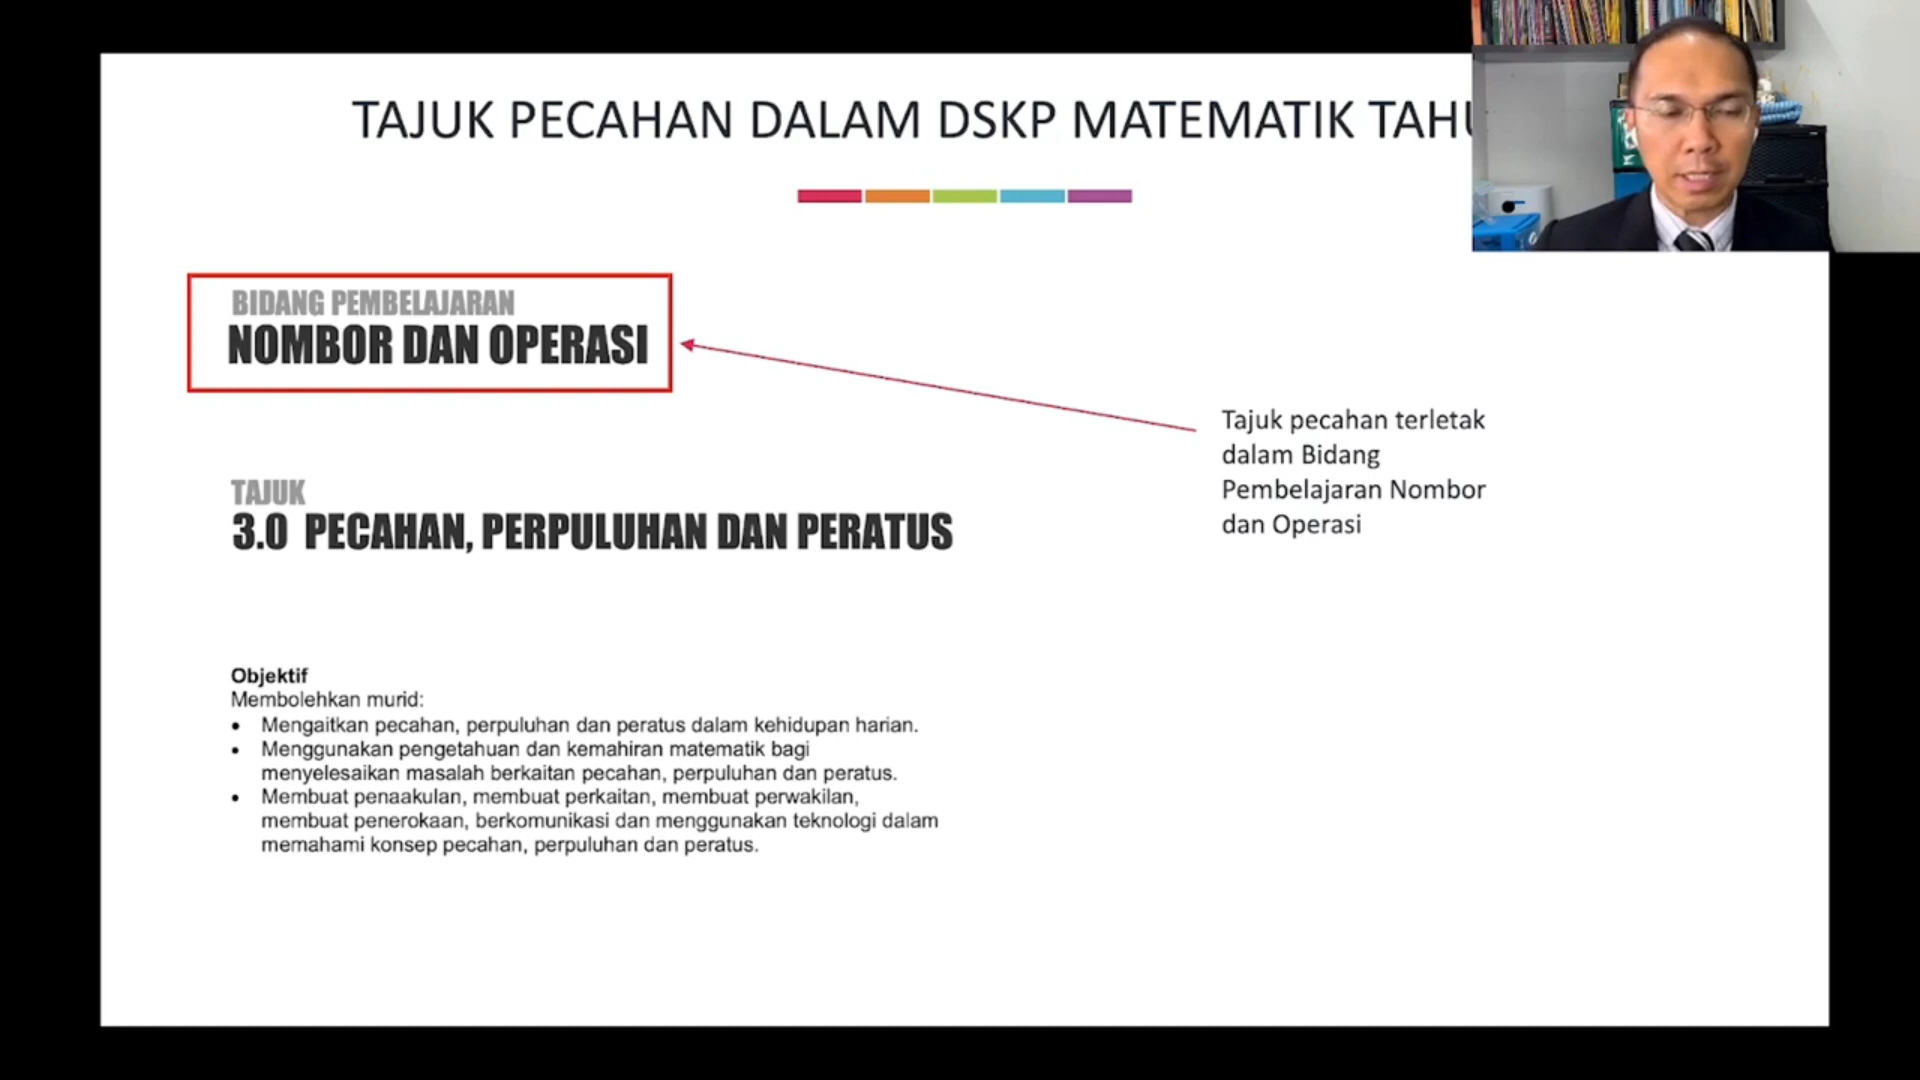 TAJUK PECAHAN DALAM DSKP MATEMATIK
BIDANG PEMBELAJARAN
NOMBOR DAN OPERASI
Tajuk pecahan terletak
dalam Bidang
Pembelajaran Nombor
dan Operasi
TAJUK
3.0 PECAHAN, PERPULUHAN DAN PERATUS
Objektif
Membolehkan murid:
• Mengaitkan pecahan, perpuluhan dan peratus dalam kehidupan harian.
• Menggunakan pengetahuan dan kemahiran matematik bagi
menyelesaikan masalah berkaitan pecahan, perpuluhan dan peratus.
• Membuat penaakulan, membuat perkaitan, membuat perwakilan,
membuat penerokaan, berkomunikasi dan menggunakan teknologi dalam
memahami konsep pecahan, perpuluhan dan peratus.